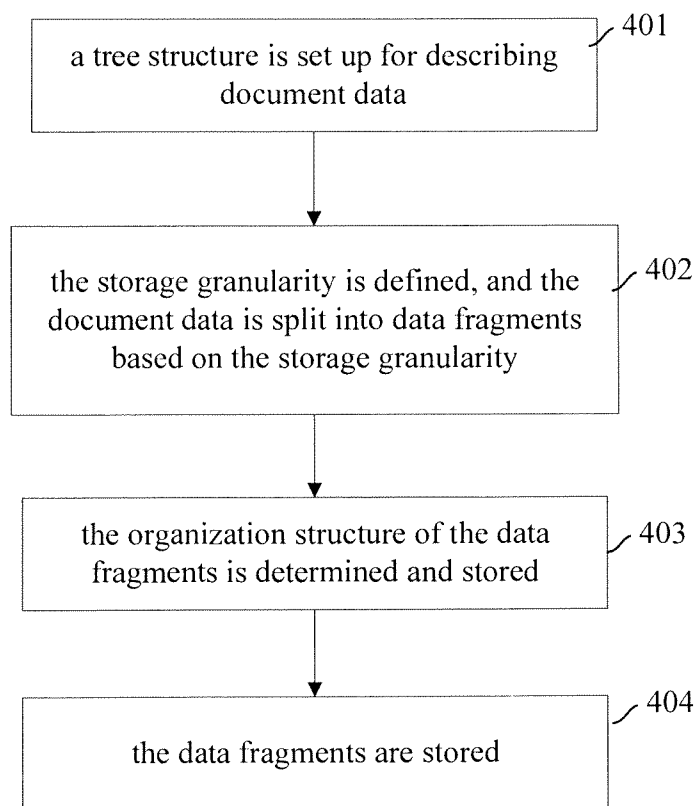 401
a tree structure is set up for describing
document data
402
the storage granularity is defined, and the
document data is split into data fragments
based on the storage granularity
403
the organization structure of the data
fragments is determined and stored
404
the data fragments are stored